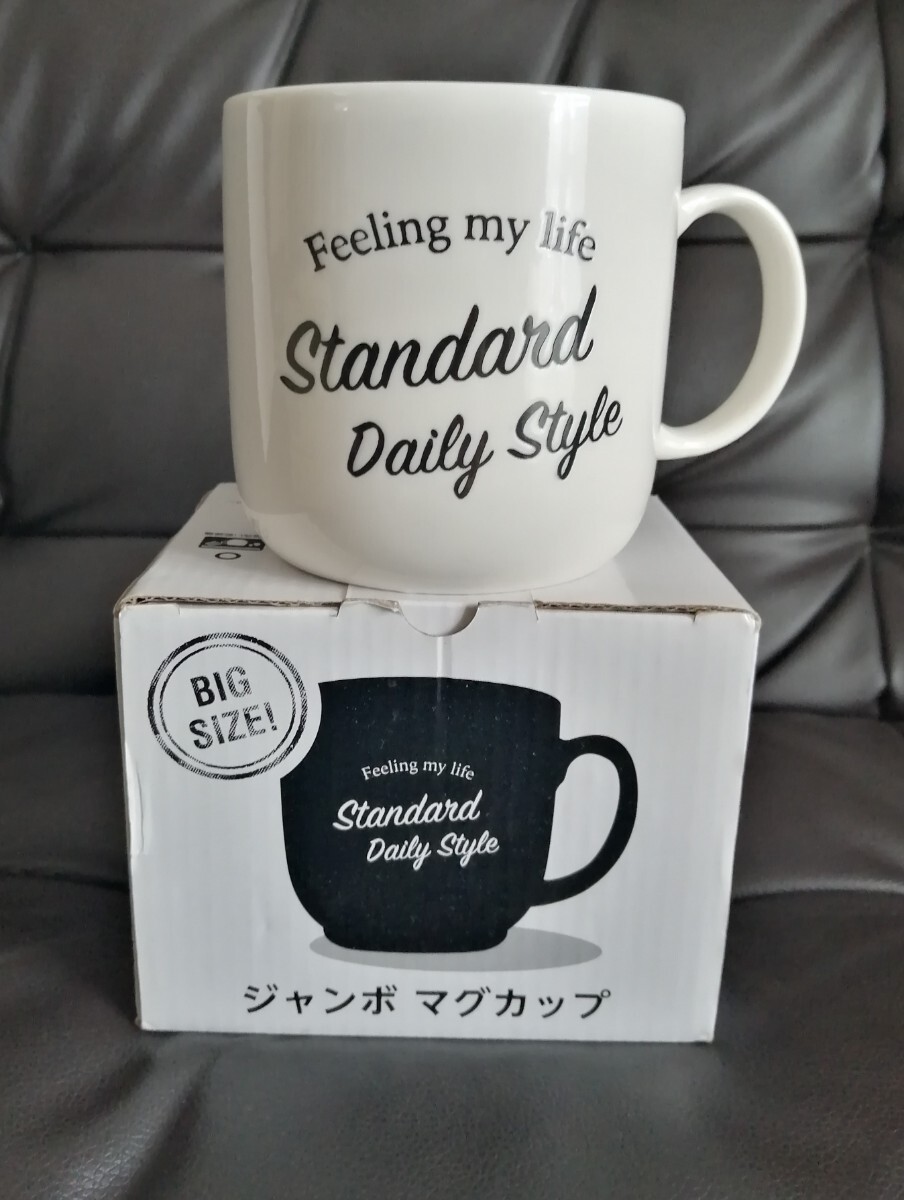 Feeling my life
Standard
Daily Style
BIG
SIZE!
Feeling my life
Standard
Daily Style
ジャンボ マグカップ